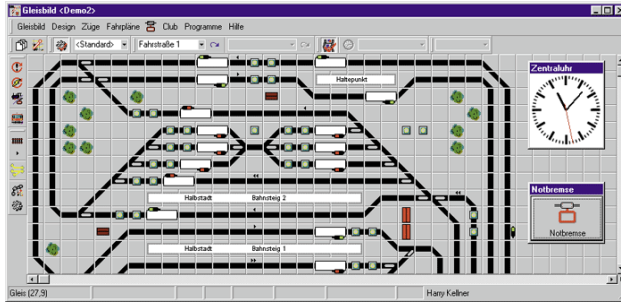 Gleisbild <Demo2>
Gleisbild Design Züge Fahrpläne Club Programme Hilfe
<Standard> Fahrstraße 1
Haltepunkt
Zentraluhr
Halbstadt Bahnsteig 2
Notbremse
Notbremse
Halbstadt Bahnsteig 1
Gleis (27,9) Harry Kellner